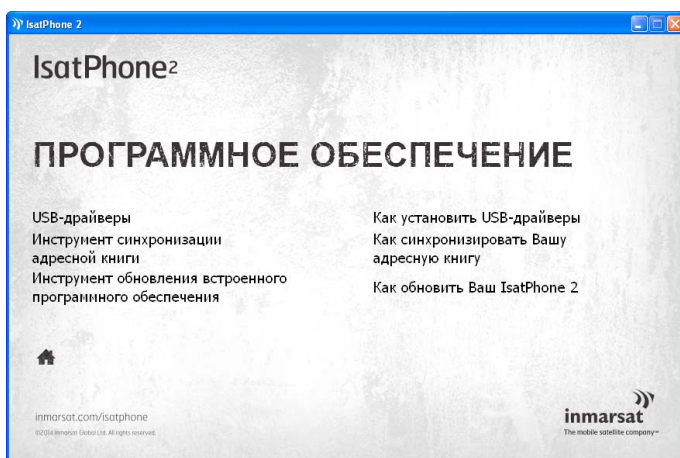 IsatPhone 2
IsatPhone2
ПРОГРАММНОЕ ОБЕСПЕЧЕНИЕ
USB-драйверы
Инструмент синхронизации
адресной книги
Инструмент обновления встроенного
программного обеспечения
Как установить USB-драйверы
Как синхронизировать Вашу
адресную книгу
Как обновить Ваш IsatPhone 2
inmarsat.com/isatphone
©2014 Inmarsat Global Ltd. All rights reserved.
inmarsat
The mobile satellite company™